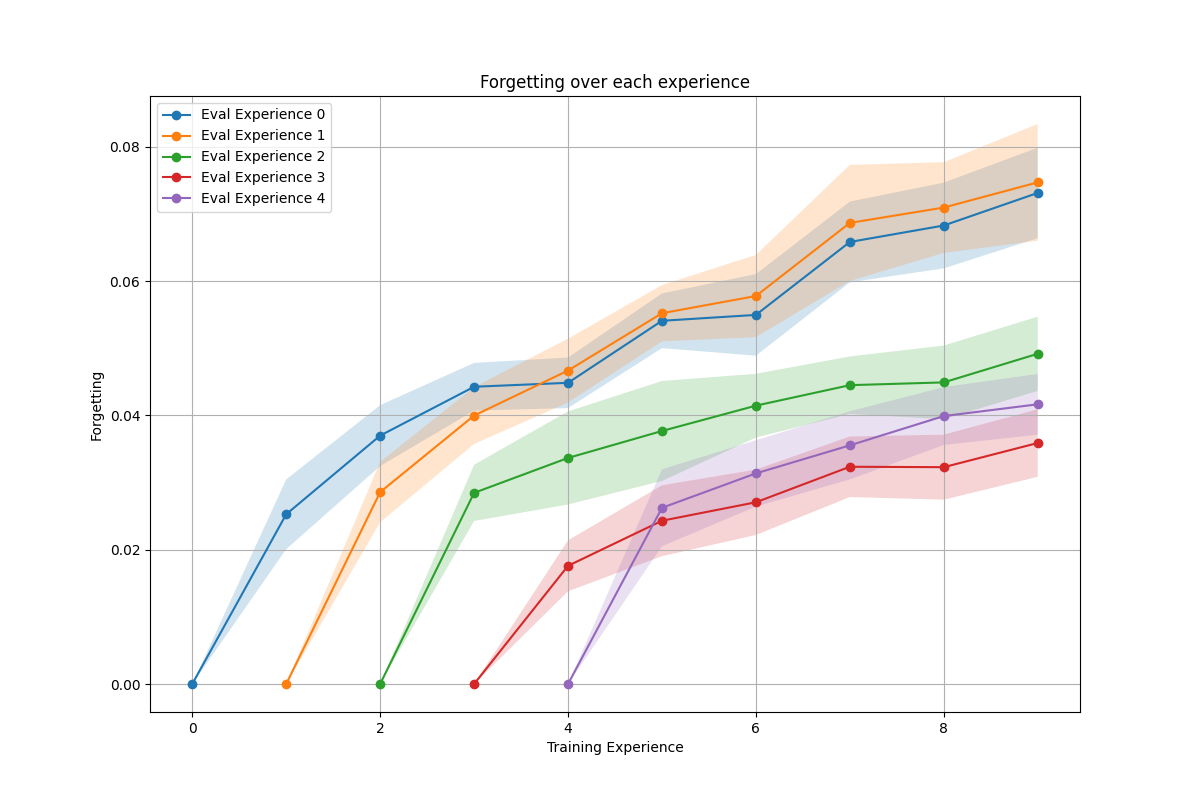 Forgetting over each experience
Eval Experience 0
Eval Experience 1
Eval Experience 2
Eval Experience 3
Eval Experience 4
0.08
0.06
0.04
0.02
0.00
Forgetting
0 2 4 6 8
Training Experience